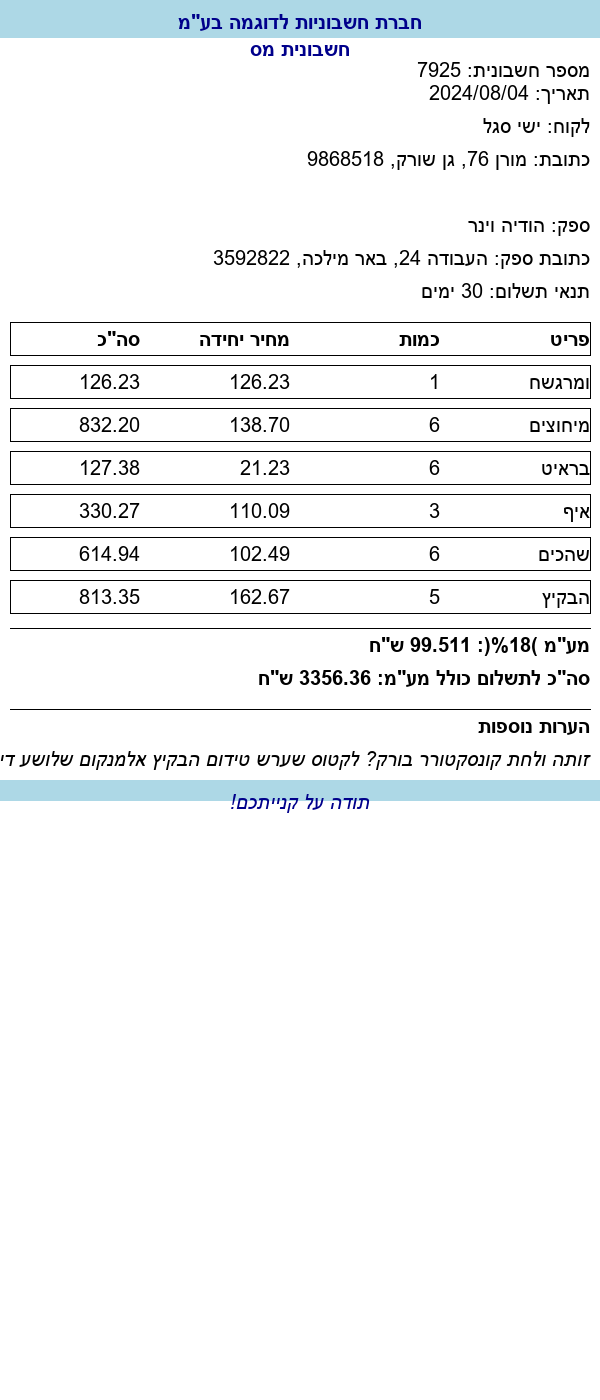 חברת חשבוניות לדוגמה בע"מ
חשבונית מס
מספר חשבונית: 7925
תאריך: 2024/08/04
לקוח: ישי סגל
כתובת: מורן 76, גן שורק, 9868518
ספק: הודיה וינר
כתובת ספק: העבודה 24, באר מילכה, 3592822
תנאי תשלום: 30 ימים
פריט כמות מחיר יחידה סה"כ
ומרגשח 1 126.23 126.23
מיחוצים 6 138.70 832.20
בראיט 6 21.23 127.38
איף 3 110.09 330.27
שהכים 6 102.49 614.94
הבקיץ 5 162.67 813.35
מע"מ )18%(: 99.511 ש"ח
סה"כ לתשלום כולל מע"מ: 3356.36 ש"ח
הערות נוספות
זותה ולחת קונסקטורר בורק? לקטוס שערש טידום הבקיץ אלמנקום שלושע די
תודה על קנייתכם!